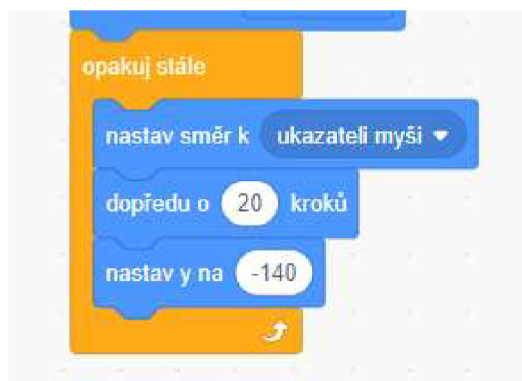 opakuj stále
nastav směr k ukazateli myši
dopředu o 20 kroků
nastav y na -140